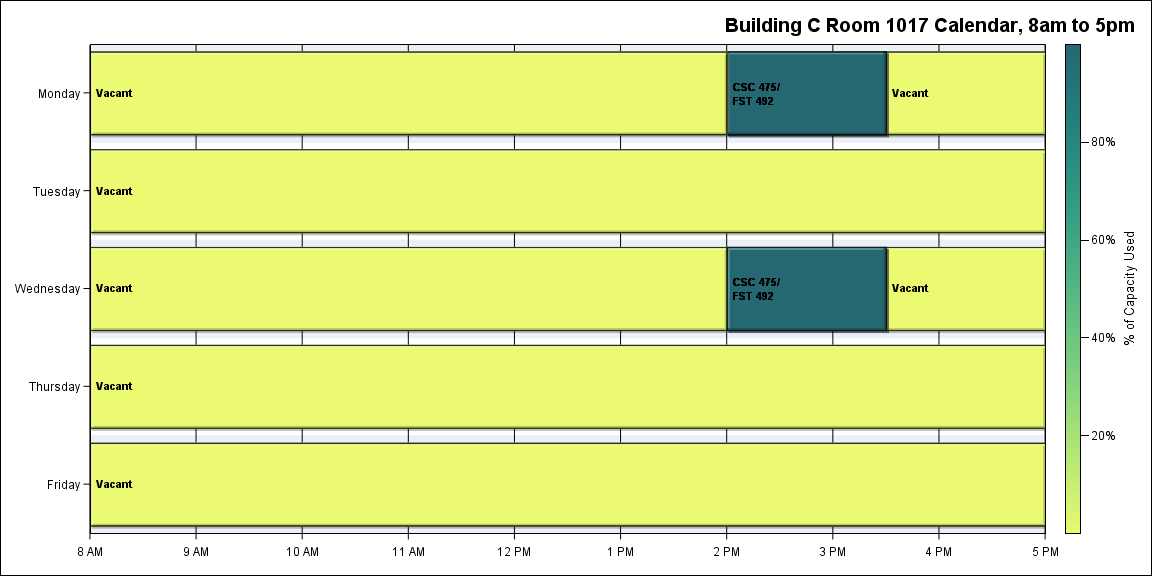 Building C Room 1017 Calendar, 8am to 5pm
Monday
Vacant
CSC 475/
FST 492
Vacant
Tuesday
Vacant
Wednesday
Vacant
CSC 475/
FST 492
Vacant
Thursday
Vacant
Friday
Vacant
8 AM
9 AM
10 AM
11 AM
12 PM
1 PM
2 PM
3 PM
4 PM
5 PM
80%
60%
40%
20%
% of Capacity Used